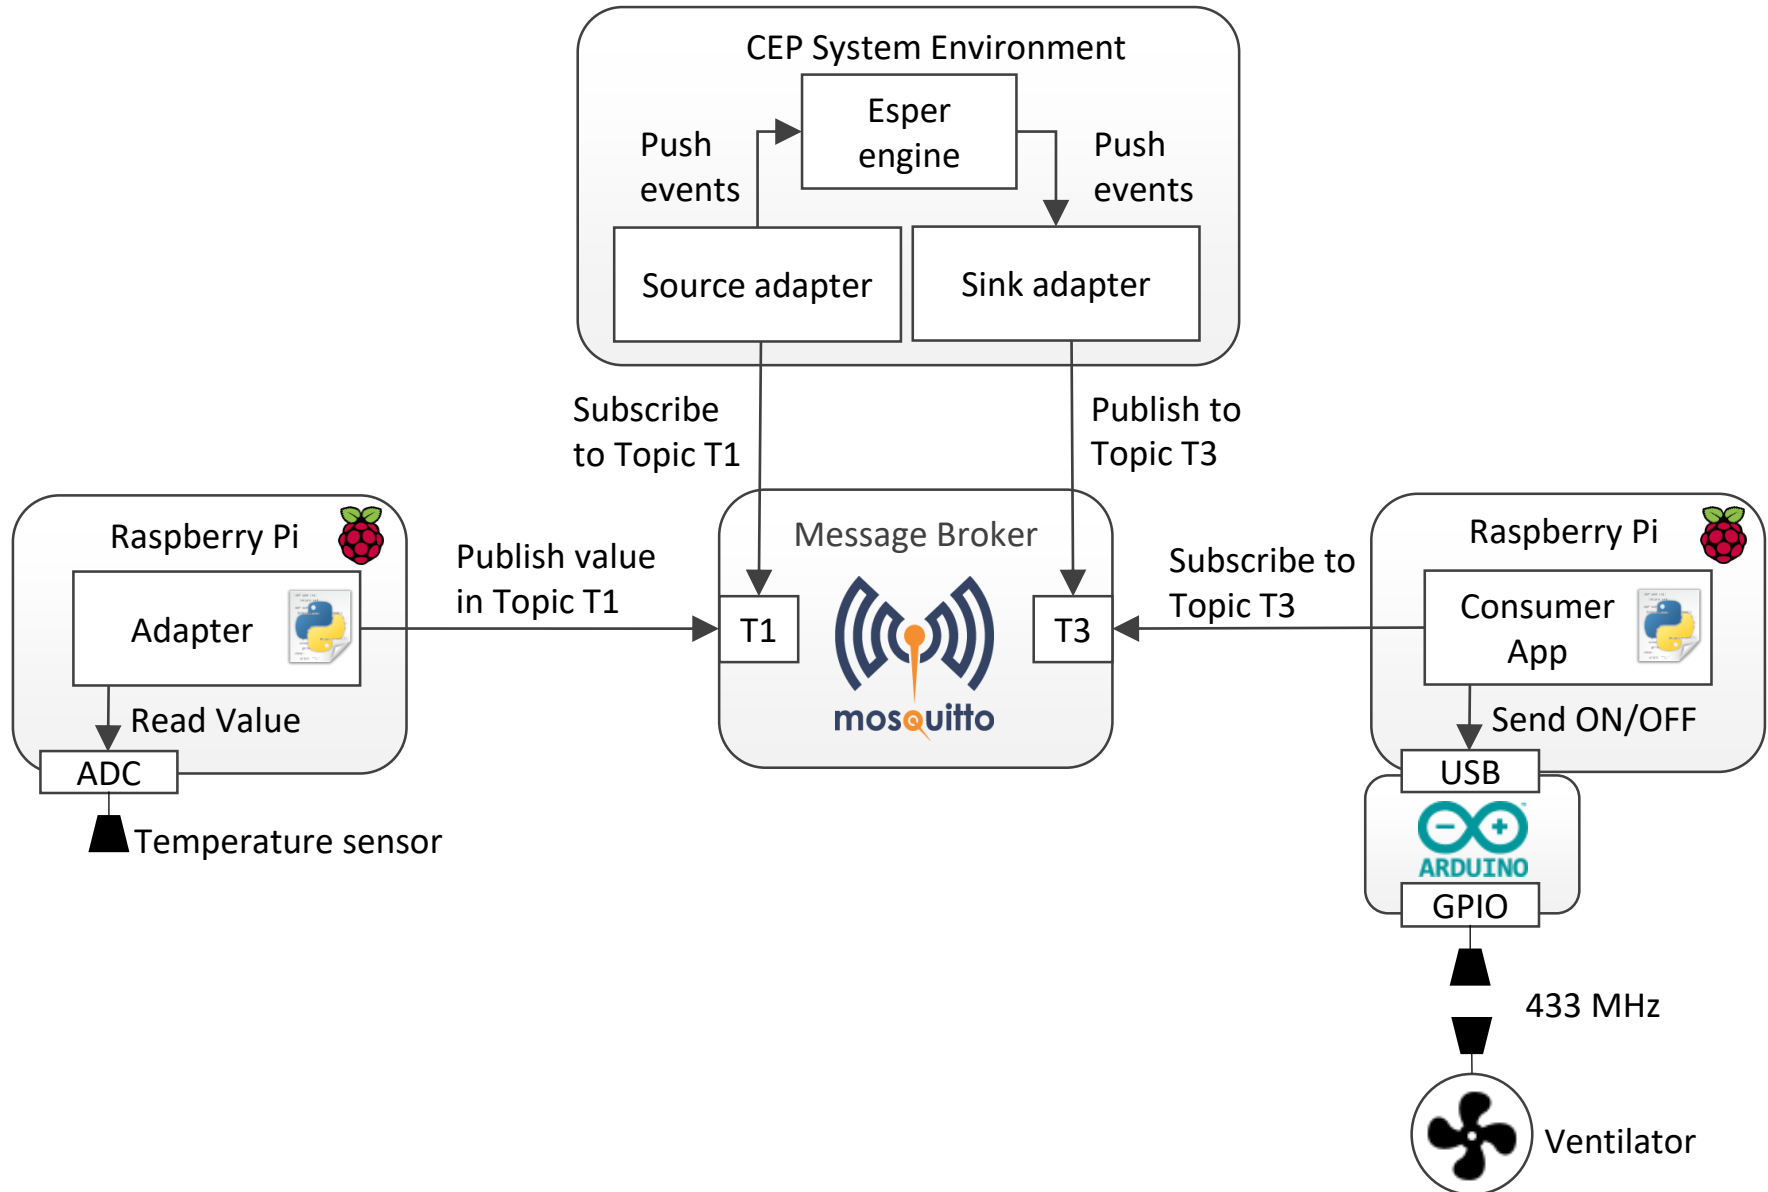 CEP System Environment
Esper
engine
Push
events
Push
events
Source adapter
Sink adapter
Subscribe
to Topic T1
Publish to
Topic T3
Raspberry Pi
Adapter
Read Value
ADC
Temperature sensor
Publish value
in Topic T1
Message Broker
T1
T3
mosquitto
Subscribe to
Topic T3
Raspberry Pi
Consumer
App
Send ON/OFF
USB
ARDUINO
GPIO
433 MHz
Ventilator